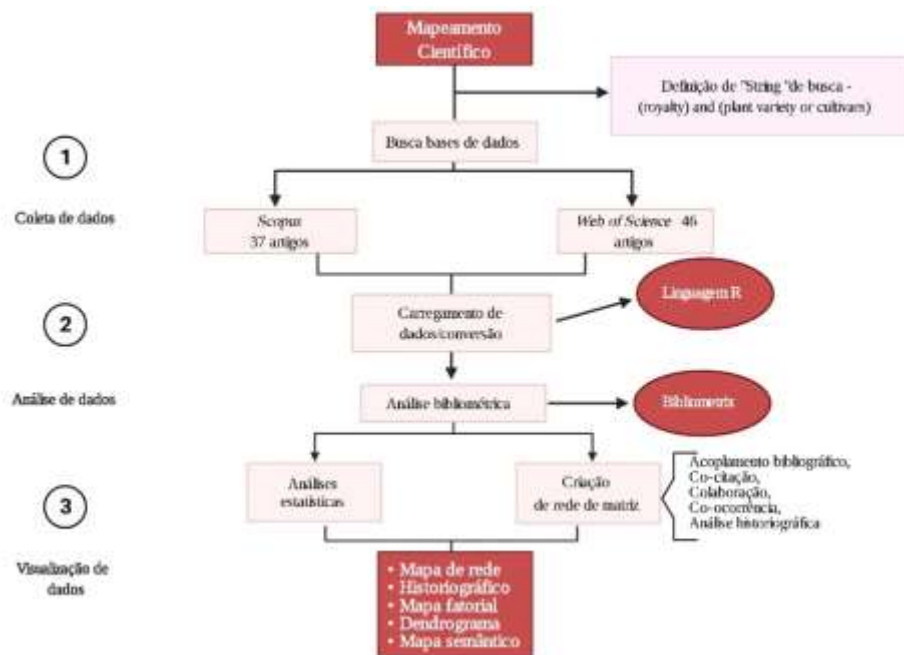 Mapeamento
Científico
Definição de "String "de busca -
(royalty) and (plant variety or cultivars)
Busca bases de dados
1
Coleta de dados
Scopus
37 artigos
Web of Science 46
artigos
2
Análise de dados
Carregamento de
dados/conversão
Linguagem R
Análise bibliométrica
Bibliometrix
3
Visualização de
dados
Análises
estatísticas
Criação
de rede de matriz
Acoplamento bibliográfico,
Co-citação,
Colaboração,
Co-ocorrência,
Análise historiográfica
• Mapa de rede
• Historiográfico
• Mapa fatorial
• Dendrograma
• Mapa semântico